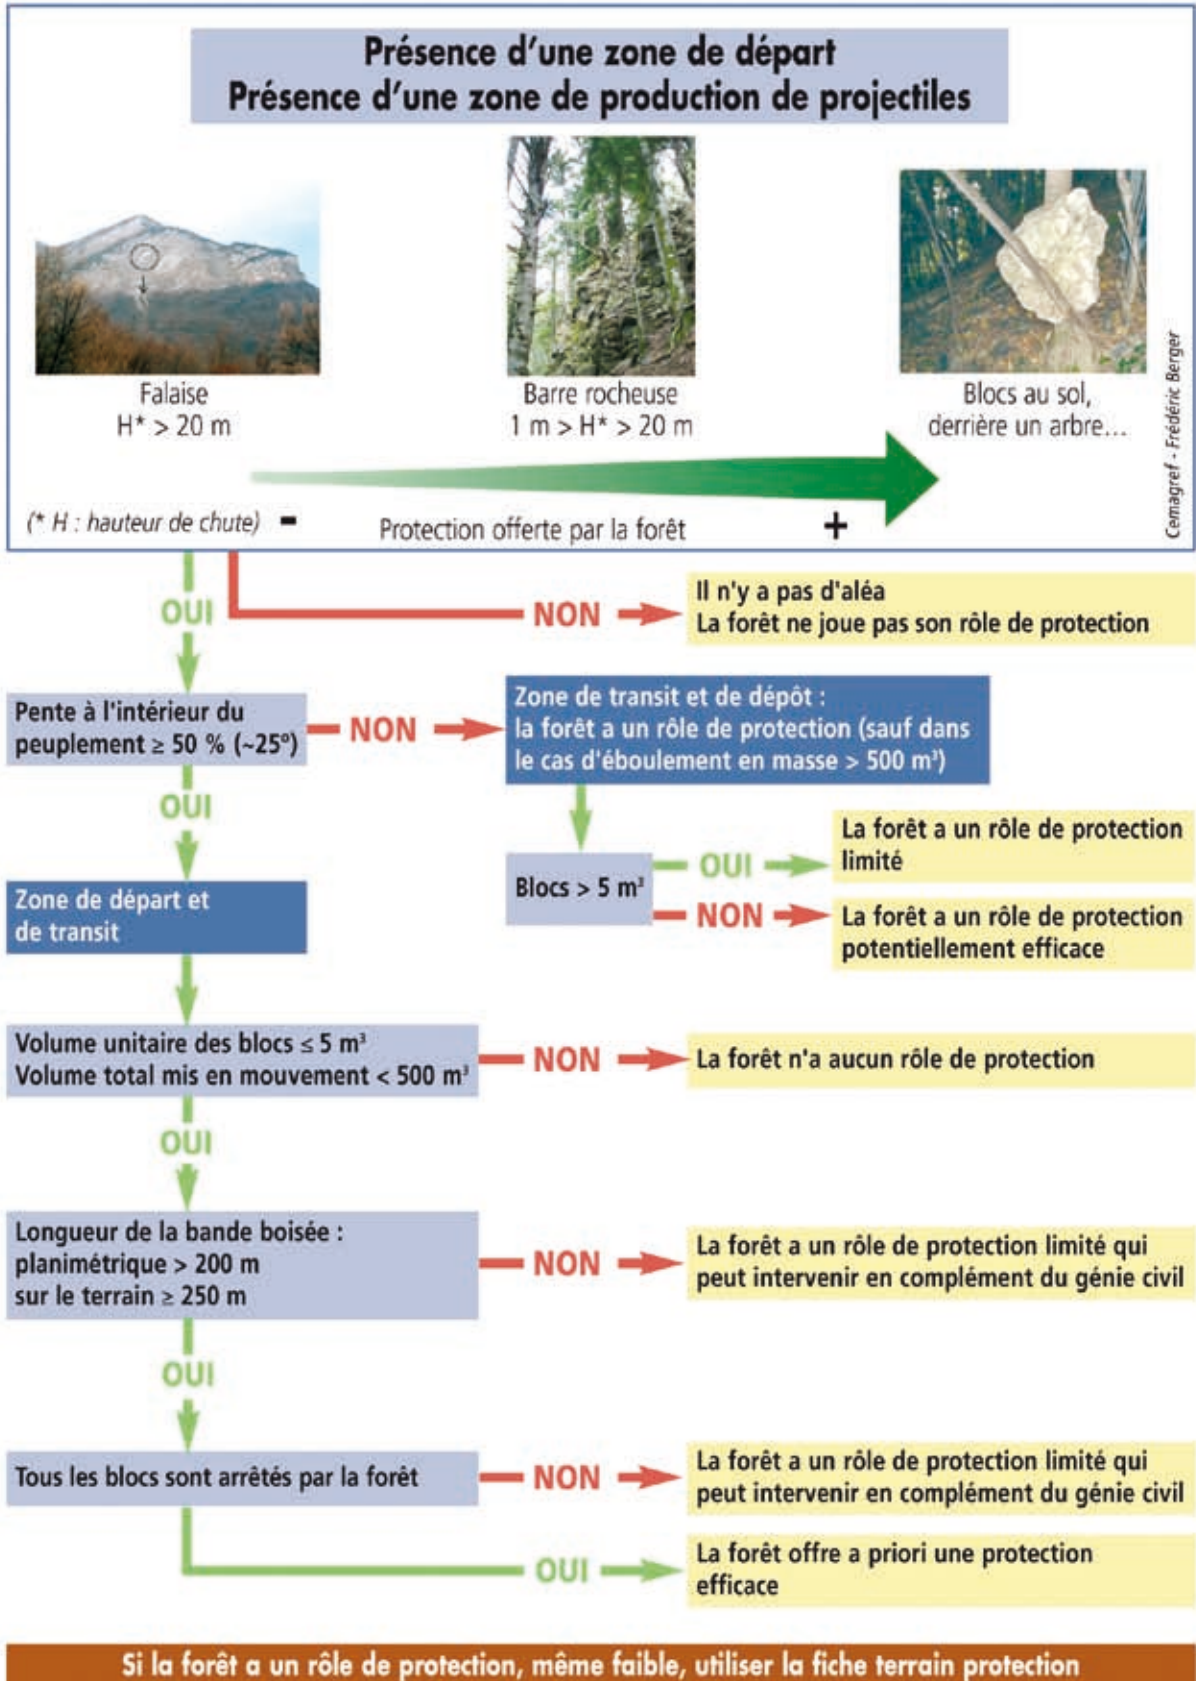 Présence d'une zone de départ
Présence d'une zone de production de projectiles
Falaise
H* > 20 m
Barre rocheuse
1 m > H* > 20 m
Blocs au sol,
derrière un arbre...
Cemagref - Frédéric Berger
(* H : hauteur de chute)
-
Protection offerte par la forêt
+
OUI
NON
Il n'y a pas d'aléa
La forêt ne joue pas son rôle de protection
Pente à l'intérieur du
peuplement ≥ 50 % (~25°)
NON
Zone de transit et de dépôt :
la forêt a un rôle de protection (sauf dans
le cas d'éboulement en masse > 500 m³)
OUI
Blocs > 5 m³
OUI
La forêt a un rôle de protection
limité
NON
La forêt a un rôle de protection
potentiellement efficace
Zone de départ et
de transit
Volume unitaire des blocs ≤ 5 m³
Volume total mis en mouvement < 500 m³
NON
La forêt n'a aucun rôle de protection
OUI
Longueur de la bande boisée :
planimétrique > 200 m
sur le terrain ≥ 250 m
NON
La forêt a un rôle de protection limité qui
peut intervenir en complément du génie civil
OUI
Tous les blocs sont arrêtés par la forêt
NON
La forêt a un rôle de protection limité qui
peut intervenir en complément du génie civil
OUI
La forêt offre a priori une protection
efficace
Si la forêt a un rôle de protection, même faible, utiliser la fiche terrain protection